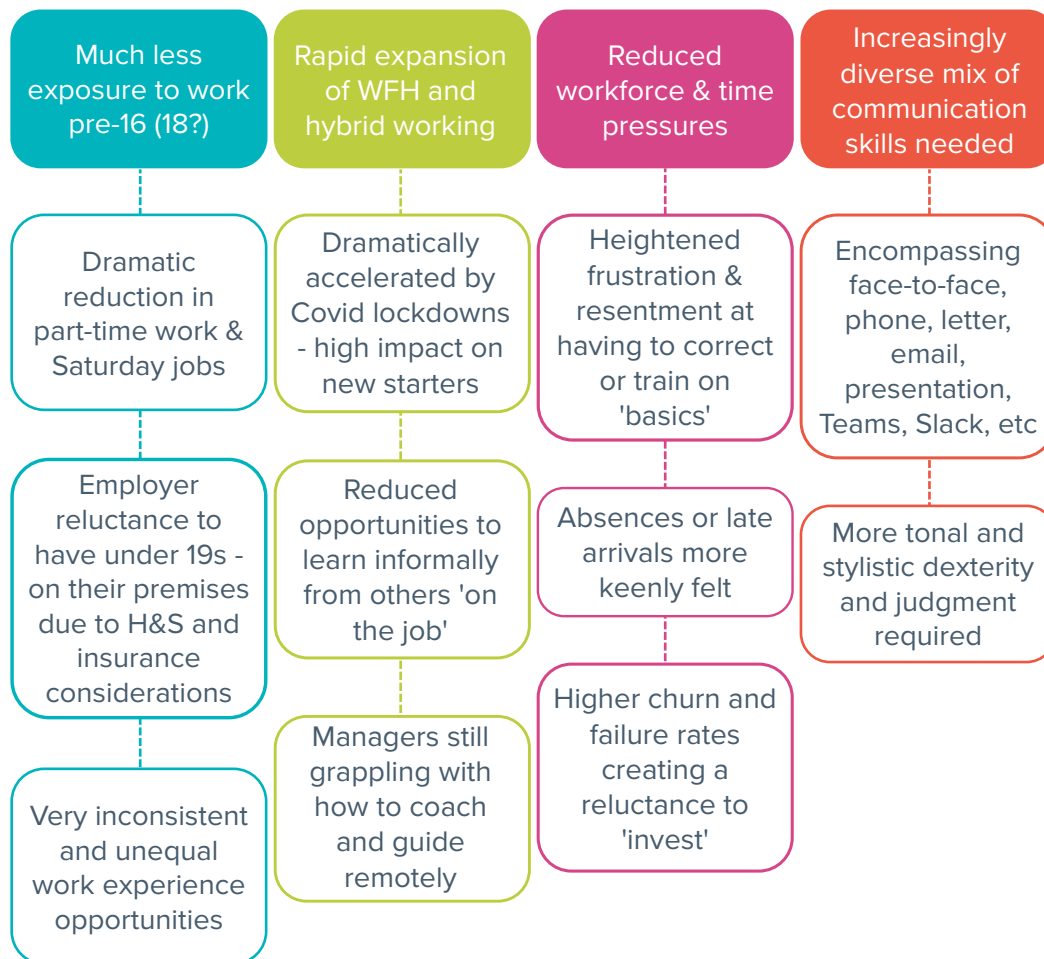 Much less
exposure to work
pre-16 (18?)
Dramatic
reduction in
part-time work &
Saturday jobs
Employer
reluctance to
have under 19s -
on their premises
due to H&S and
insurance
considerations
Very inconsistent
and unequal
work experience
opportunities
Rapid expansion
of WFH and
hybrid working
Dramatically
accelerated by
Covid lockdowns
- high impact on
new starters
Reduced
opportunities to
learn informally
from others 'on
the job'
Managers still
grappling with
how to coach
and guide
remotely
Reduced
workforce & time
pressures
Heightened
frustration &
resentment at
having to correct
or train on
'basics'
Absences or late
arrivals more
keenly felt
Higher churn and
failure rates
creating a
reluctance to
'invest'
Increasingly
diverse mix of
communication
skills needed
Encompassing
face-to-face,
phone, letter,
email,
presentation,
Teams, Slack, etc
More tonal and
stylistic dexterity
and judgment
required